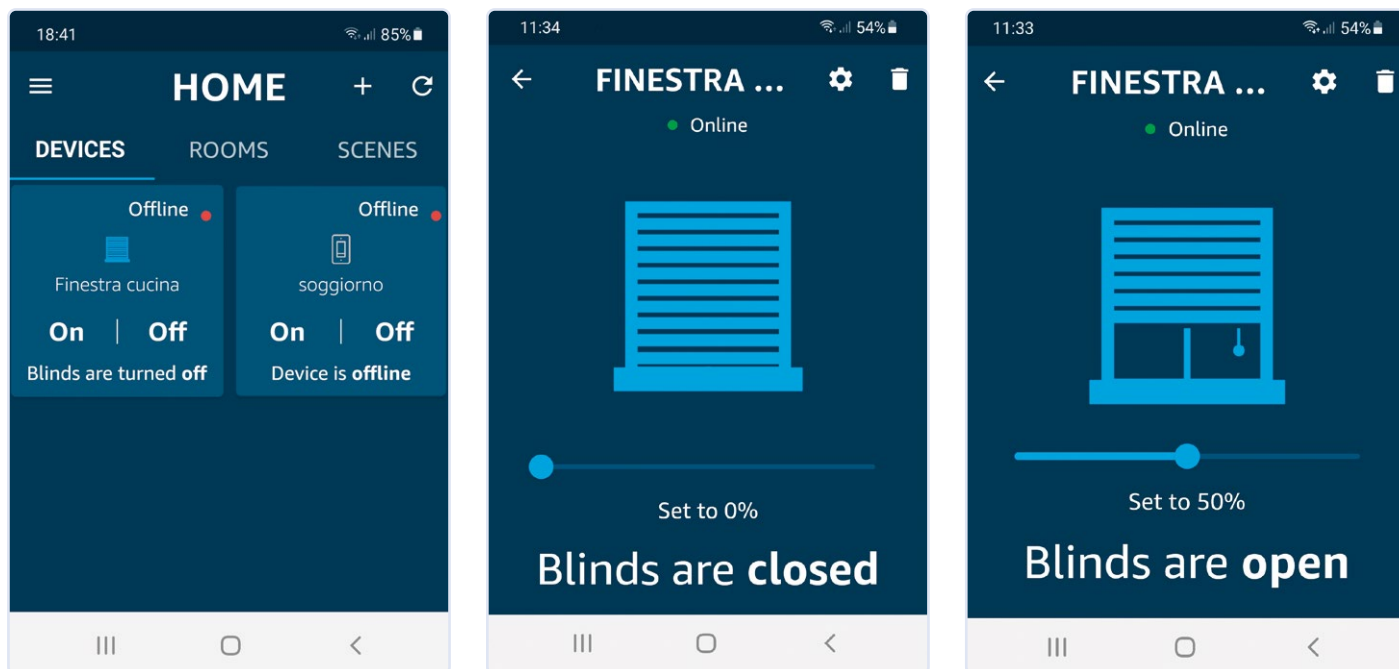 18:41
85%
HOME
DEVICES ROOMS SCENES
Offline
Finestra cucina
On | Off
Blinds are turned off
Offline
soggiorno
On | Off
Device is offline
11:34
54%
FINESTRA ...
Online
Set to 0%
Blinds are closed
11:33
54%
FINESTRA ...
Online
Set to 50%
Blinds are open